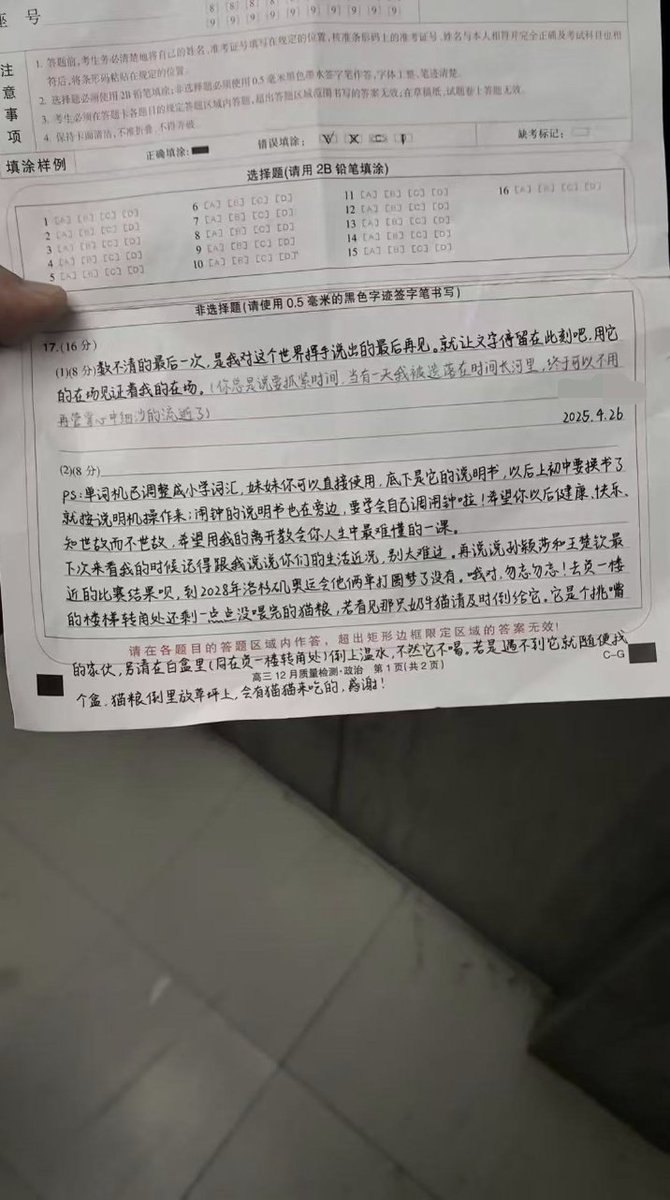 座 号
[8] [8] [8] [8] [8] [8] [8] [8] [8]
[9] [9] [9] [9] [9] [9] [9] [9] [9]
注意事项
1. 答题前,考生务必清楚地将自己的姓名、准考证号填写在规定的位置,核准条形码上的准考证号、姓名与本人相符并完全正确及考试科目也相
符后,将条形码粘贴在规定的位置.
2. 选择题必须使用2B铅笔填涂;非选择题必须使用0.5毫米黑色墨水签字笔作答,字体工整、笔迹清楚.
3. 考生必须在答题卡各题目的规定答题区域内答题,超出答题区域范围书写的答案无效;在草稿纸、试题卷上答题无效.
4. 保持卡面清洁,不准折叠、不得弄破.
填涂样例 正确填涂: 错误填涂: 缺考标记:
选择题(请用 2B 铅笔填涂)
1 [A] [B] [C] [D] 6 [A] [B] [C] [D] 11 [A] [B] [C] [D] 16 [A] [B] [C] [D]
2 [A] [B] [C] [D] 7 [A] [B] [C] [D] 12 [A] [B] [C] [D]
3 [A] [B] [C] [D] 8 [A] [B] [C] [D] 13 [A] [B] [C] [D]
4 [A] [B] [C] [D] 9 [A] [B] [C] [D] 14 [A] [B] [C] [D]
5 [A] [B] [C] [D] 10 [A] [B] [C] [D] 15 [A] [B] [C] [D]
非选择题(请使用 0.5 毫米的黑色字迹签字笔书写)
17.(16 分)
(1)(8 分)数不清的最后一次,是我对这个世界挥手说出的最后再见。就让文字停留在此刻吧,用它
的在场见证着我的在场。(你总是说要抓紧时间,当有一天我被遗落在时间长河里,终于可以不用
再管掌心中细沙的流逝了)
2025.4.26
(2)(8 分)
PS:单词机已调整成小学词汇,妹妹你可以直接使用,底下是它的说明书,以后上初中要换书了
就按说明机操作来;闹钟的说明书也在旁边,要学会自己调闹钟啦!希望你以后健康、快乐、
知世故而不世故,希望用我的离开教会你人生中最难懂的一课。
下次来看我的时候记得跟我说说你们的生活近况,别太难过。再说说孙颖莎和王楚钦最
近的比赛结果呗,到2028年洛杉矶奥运会他俩单打圆梦了没有。哦对,勿忘勿忘!去负一楼
的楼梯转角处还剩一点点没喂完的猫粮,若看见那只奶牛猫请及时倒给它,它是个挑嘴
请在各题目的答题区域内作答,超出矩形边框限定区域的答案无效!
的家伙,另请在白盒里(同在负一楼转角处)倒上温水,不然它不喝。若是遇不到它就随便找
高三 12 月质量检测·政治 第 1 页(共 2 页) C-G
个盒,猫粮倒里放草坪上,会有猫猫来吃的,感谢!